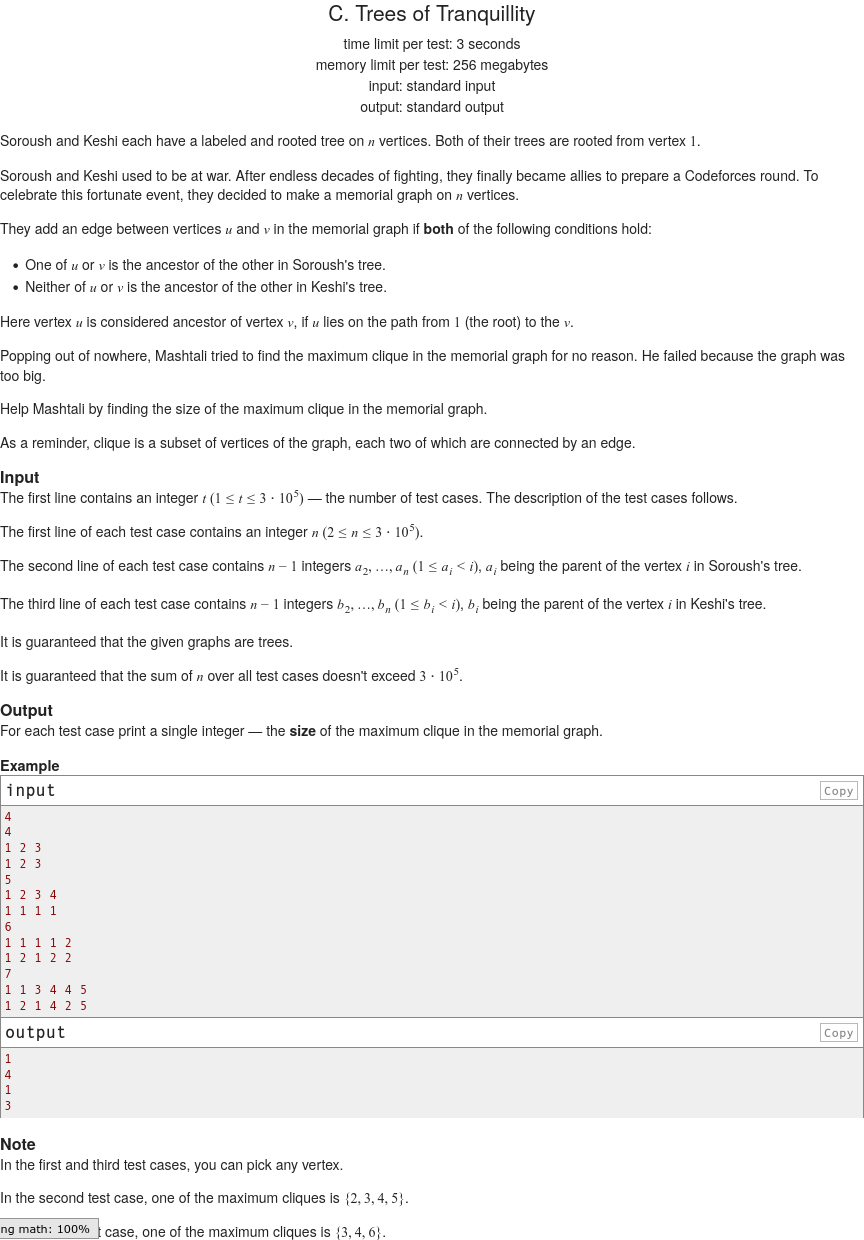 C. Trees of Tranquillity
time limit per test: 3 seconds
memory limit per test: 256 megabytes
input: standard input
output: standard output
Soroush and Keshi each have a labeled and rooted tree on n vertices. Both of their trees are rooted from vertex 1.
Soroush and Keshi used to be at war. After endless decades of fighting, they finally became allies to prepare a Codeforces round. To
celebrate this fortunate event, they decided to make a memorial graph on n vertices.
They add an edge between vertices u and v in the memorial graph if both of the following conditions hold:
• One of u or v is the ancestor of the other in Soroush's tree.
• Neither of u or v is the ancestor of the other in Keshi's tree.
Here vertex u is considered ancestor of vertex v, if u lies on the path from 1 (the root) to the v.
Popping out of nowhere, Mashtali tried to find the maximum clique in the memorial graph for no reason. He failed because the graph was
too big.
Help Mashtali by finding the size of the maximum clique in the memorial graph.
As a reminder, clique is a subset of vertices of the graph, each two of which are connected by an edge.
Input
The first line contains an integer t (1 ≤ t ≤ 3 · 10^5) — the number of test cases. The description of the test cases follows.
The first line of each test case contains an integer n (2 ≤ n ≤ 3 · 10^5).
The second line of each test case contains n − 1 integers a_2, …, a_n (1 ≤ a_i < i), a_i being the parent of the vertex i in Soroush's tree.
The third line of each test case contains n − 1 integers b_2, …, b_n (1 ≤ b_i < i), b_i being the parent of the vertex i in Keshi's tree.
It is guaranteed that the given graphs are trees.
It is guaranteed that the sum of n over all test cases doesn't exceed 3 · 10^5.
Output
For each test case print a single integer — the size of the maximum clique in the memorial graph.
Example
input Copy
4
4
1 2 3
1 2 3
5
1 2 3 4
1 1 1 1
6
1 1 1 1 2
1 2 1 2 2
7
1 1 3 4 4 5
1 2 1 4 2 5
output Copy
1
4
1
3
Note
In the first and third test cases, you can pick any vertex.
In the second test case, one of the maximum cliques is {2, 3, 4, 5}.
ng math: 100% t case, one of the maximum cliques is {3, 4, 6}.